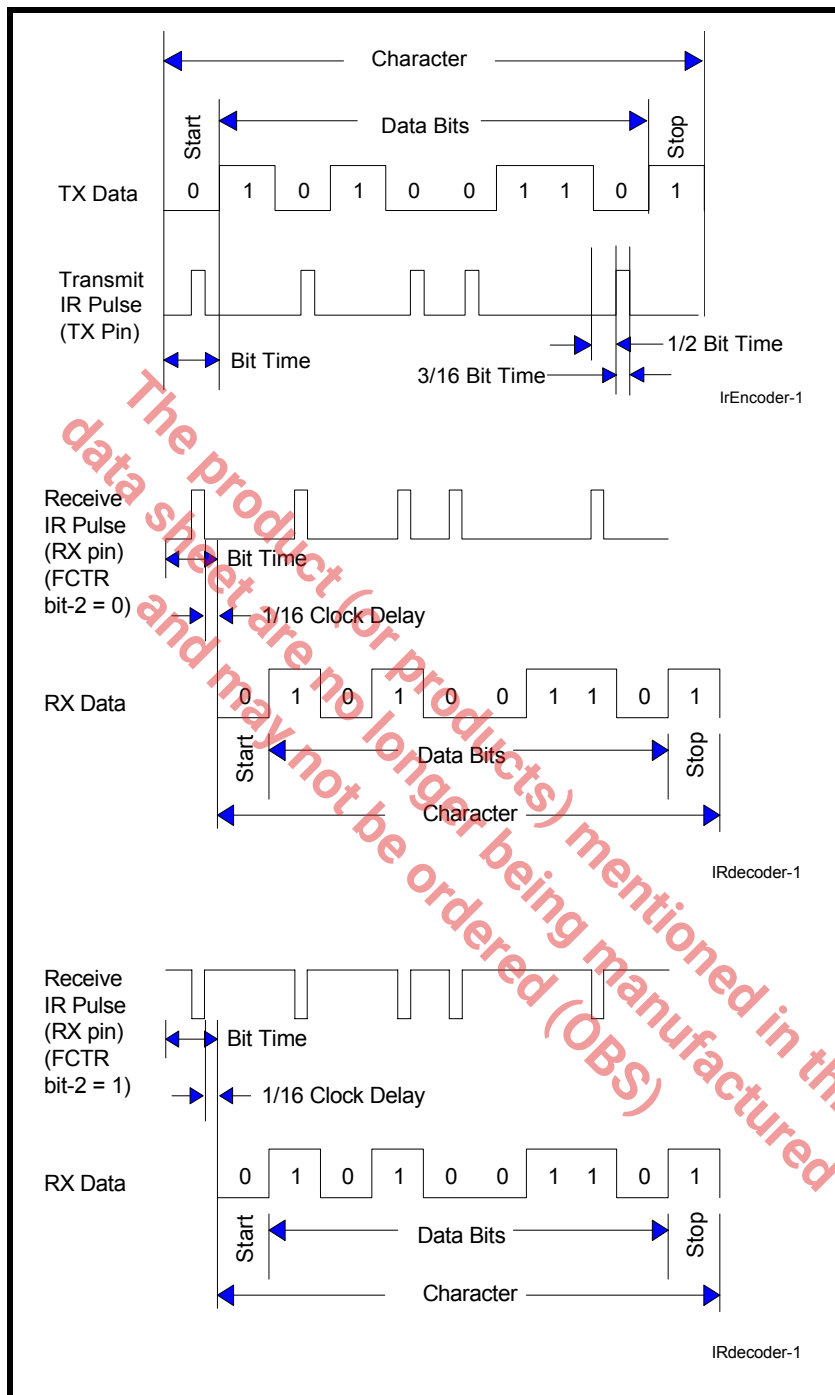 Character
Start
Data Bits
Stop
TX Data
0 1 0 1 0 0 1 1 0 1
Transmit
IR Pulse
(TX Pin)
Bit Time
1/2 Bit Time
3/16 Bit Time
IrEncoder-1
Receive
IR Pulse
(RX pin)
(FCTR
bit-2 = 0)
Bit Time
1/16 Clock Delay
RX Data
0 1 0 1 0 0 1 1 0 1
Start
Data Bits
Stop
Character
IRdecoder-1
Receive
IR Pulse
(RX pin)
(FCTR
bit-2 = 1)
Bit Time
1/16 Clock Delay
RX Data
0 1 0 1 0 0 1 1 0 1
Start
Data Bits
Stop
Character
IRdecoder-1
The product (or products) mentioned in
data sheet are no longer being manufactured
and may not be ordered (OBS)